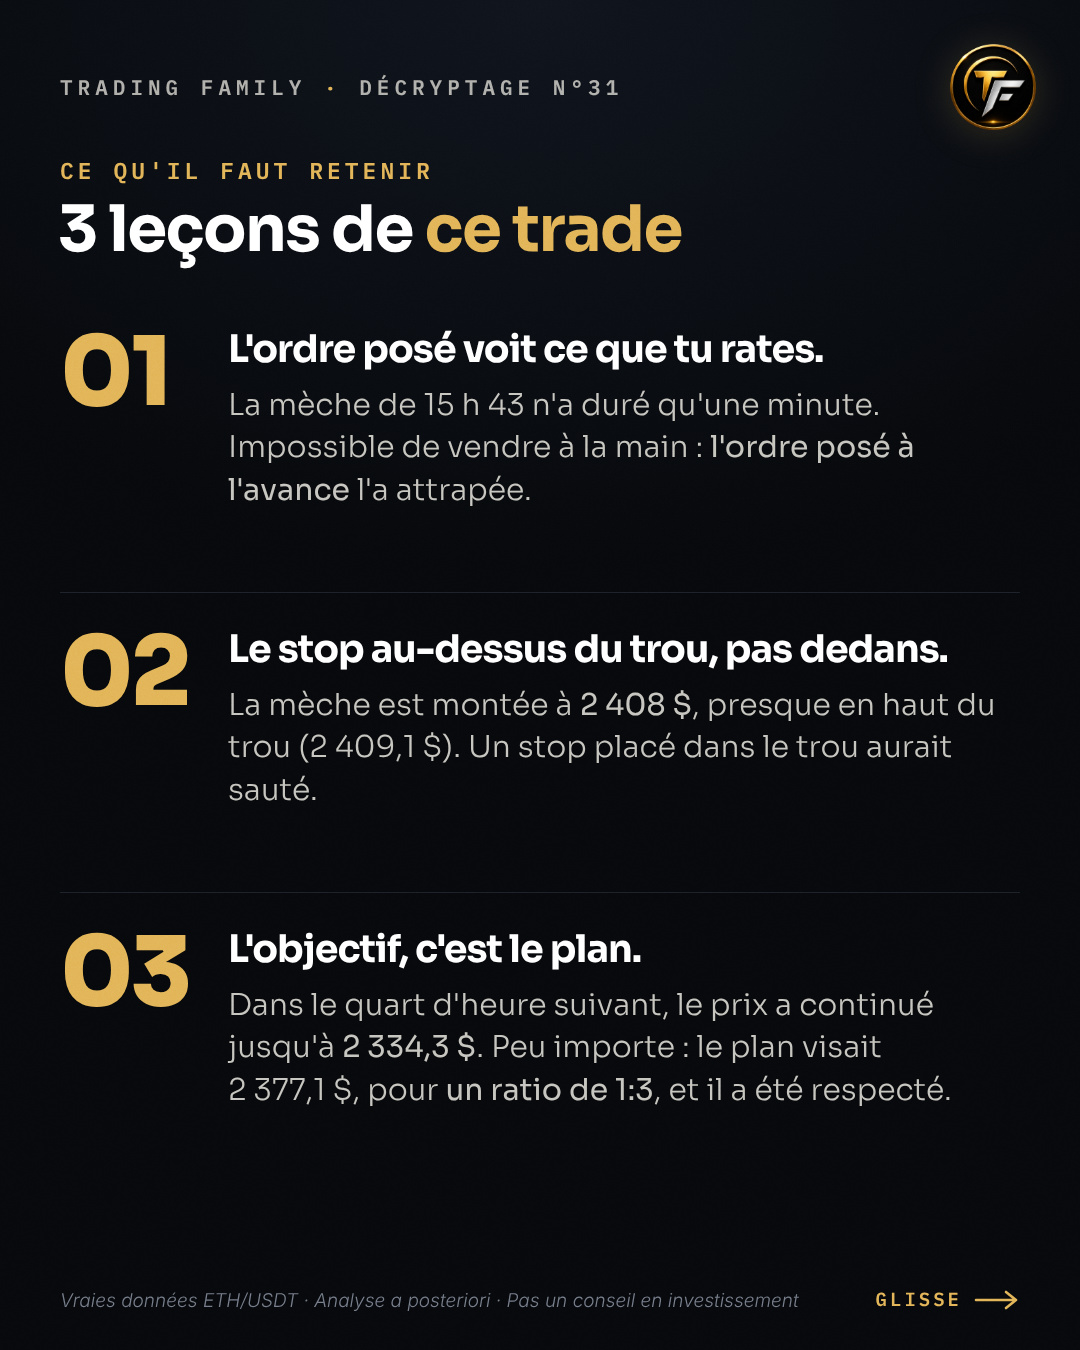 TRADING FAMILY · DÉCRYPTAGE N°31
TF
CE QU'IL FAUT RETENIR
3 leçons de ce trade
01
L'ordre posé voit ce que tu rates.
La mèche de 15 h 43 n'a duré qu'une minute.
Impossible de vendre à la main : l'ordre posé à
l'avance l'a attrapée.
02
Le stop au-dessus du trou, pas dedans.
La mèche est montée à 2 408 $, presque en haut du
trou (2 409,1 $). Un stop placé dans le trou aurait
sauté.
03
L'objectif, c'est le plan.
Dans le quart d'heure suivant, le prix a continué
jusqu'à 2 334,3 $. Peu importe : le plan visait
2 377,1 $, pour un ratio de 1:3, et il a été respecté.
Vraies données ETH/USDT · Analyse a posteriori · Pas un conseil en investissement
GLISSE →